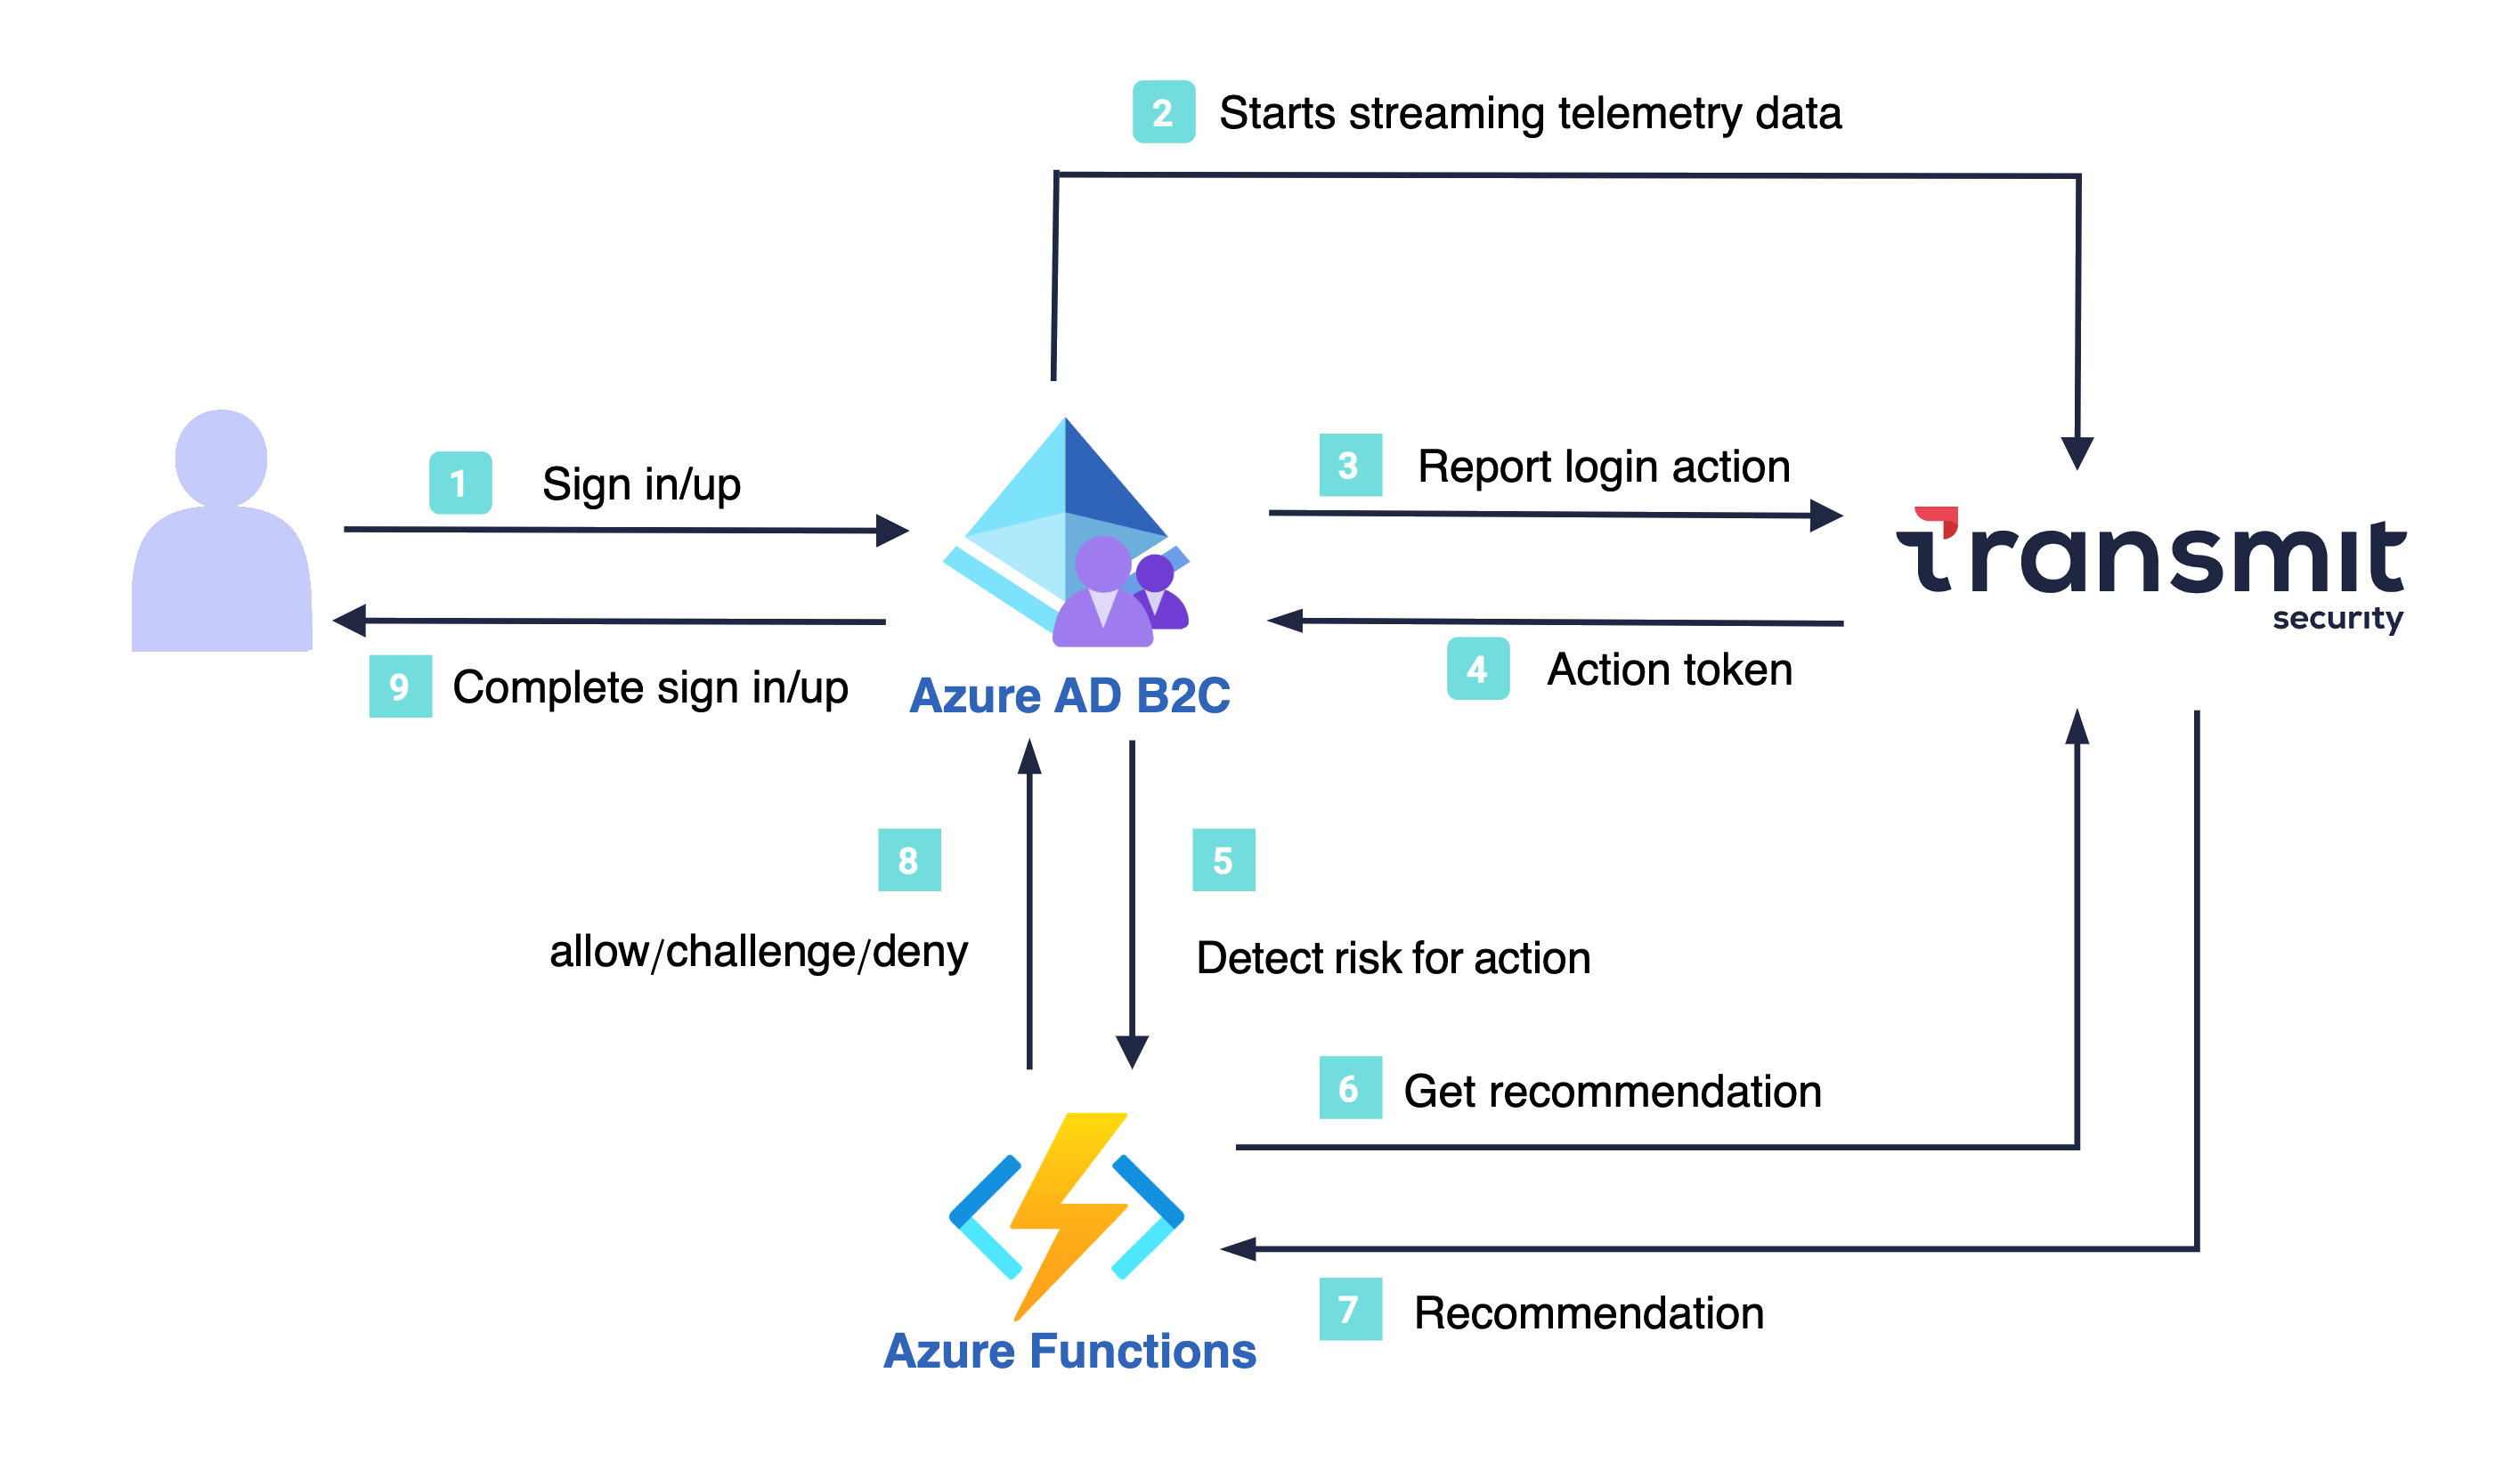 2 Starts streaming telemetry data
1 Sign in/up
3 Report login action
Transmit
security
9 Complete sign in/up
4 Action token
Azure AD B2C
8
5
allow/challenge/deny
Detect risk for action
6 Get recommendation
7 Recommendation
Azure Functions